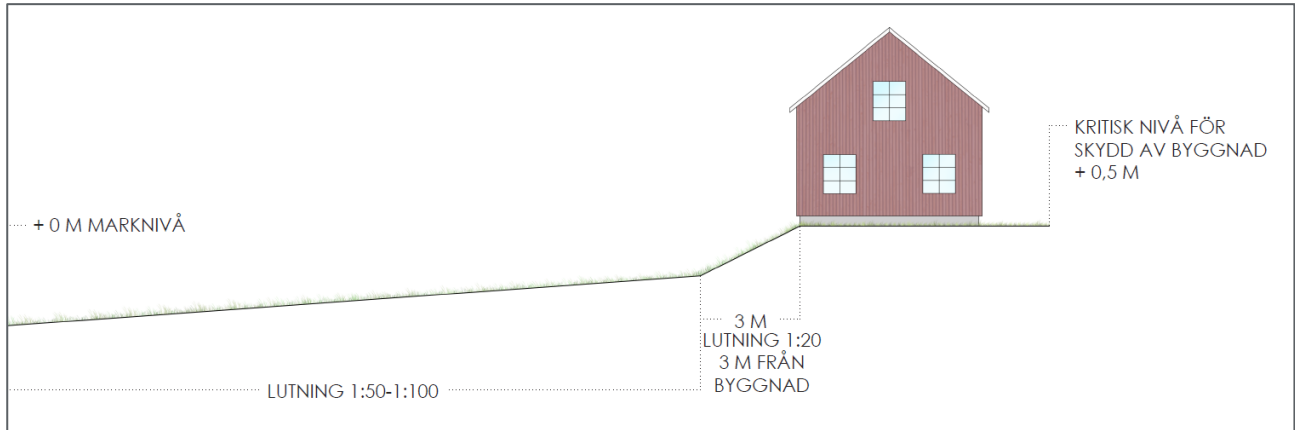 KRITISK NIVÅ FÖR
SKYDD AV BYGGNAD
+ 0,5 M
+ 0 M MARKNIVÅ
3 M
LUTNING 1:20
3 M FRÅN
BYGGNAD
LUTNING 1:50-1:100